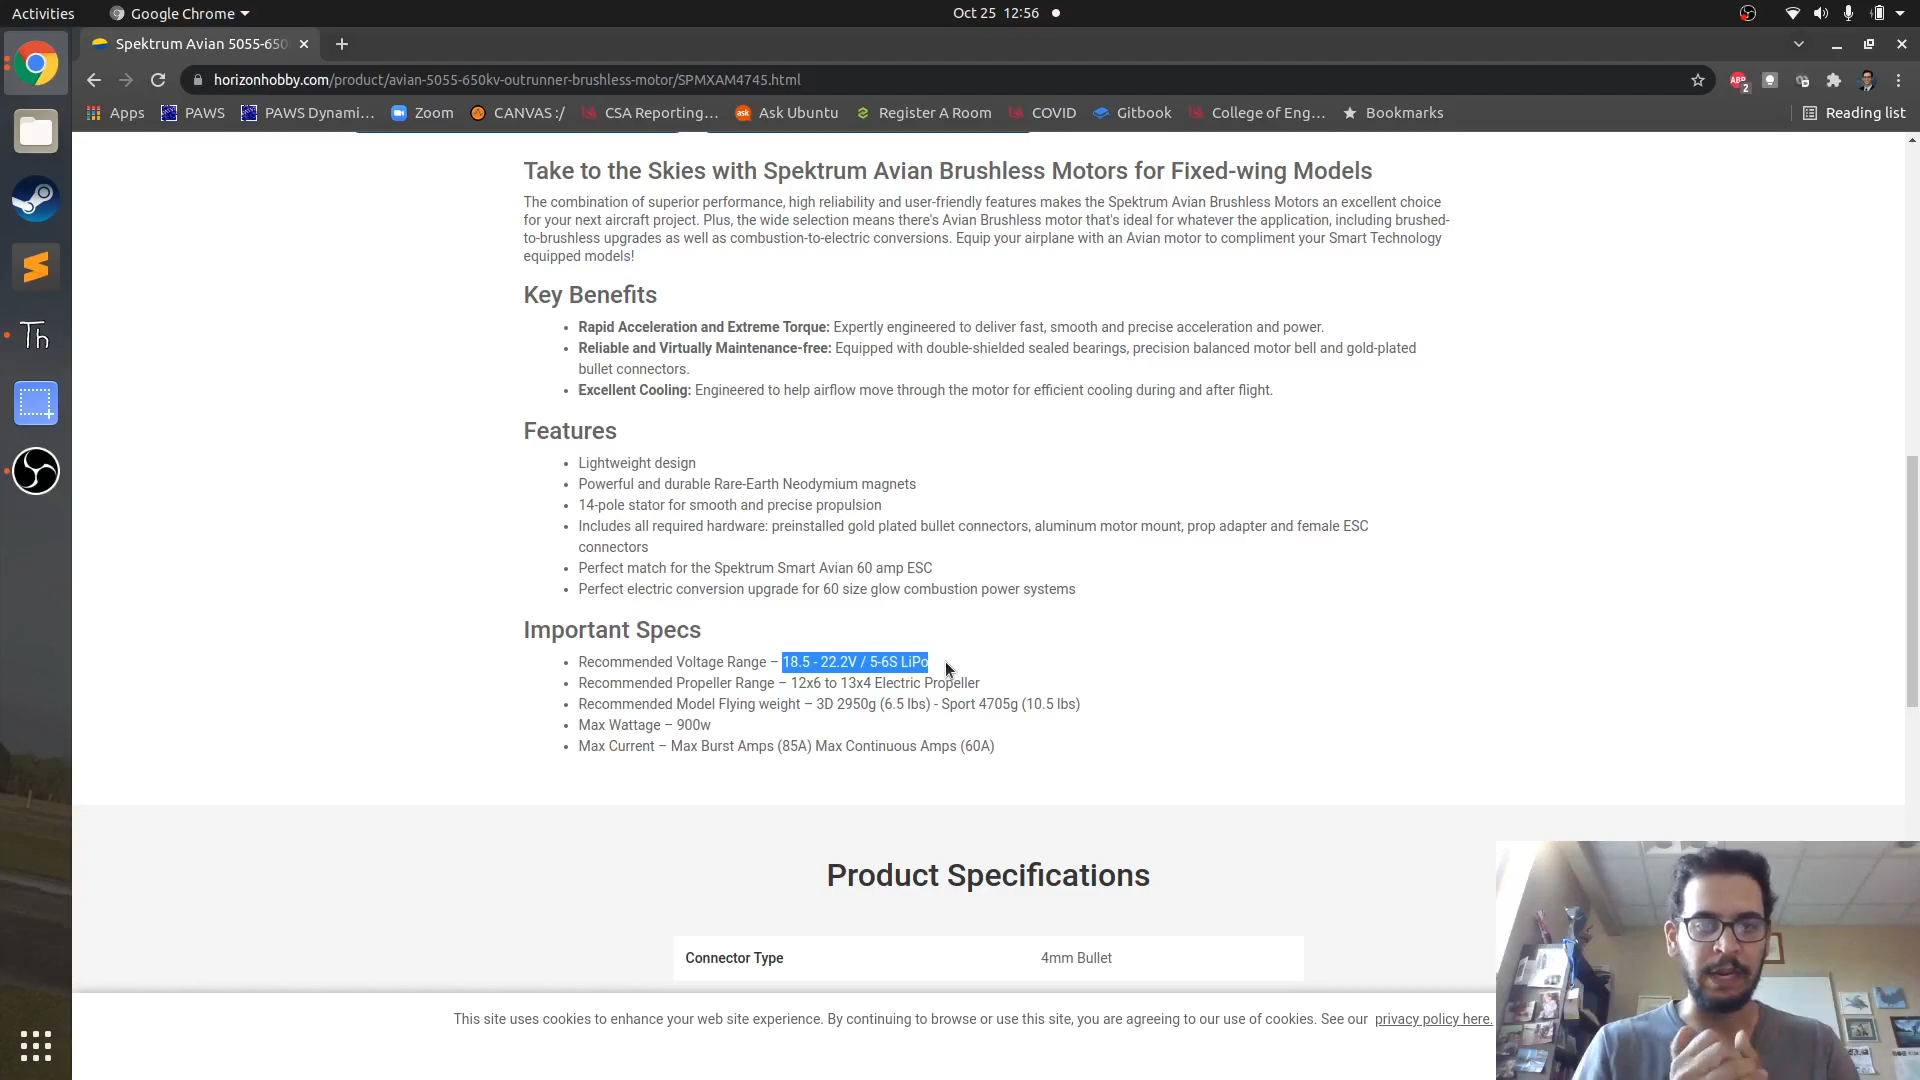 Activities
Google Chrome
Oct 25 12:56
Spektrum Avian 5055-650
horizonhobby.com/product/avian-5055-650kv-outrunner-brushless-motor/SPMXAM4745.html
ABP
2
Apps
PAWS
PAWS Dynami...
Zoom
CANVAS :/
CSA Reporting...
ask
Ask Ubuntu
Register A Room
COVID
Gitbook
College of Eng...
Bookmarks
Reading list
Take to the Skies with Spektrum Avian Brushless Motors for Fixed-wing Models
The combination of superior performance, high reliability and user-friendly features makes the Spektrum Avian Brushless Motors an excellent choice
for your next aircraft project. Plus, the wide selection means there's Avian Brushless motor that's ideal for whatever the application, including brushed-
to-brushless upgrades as well as combustion-to-electric conversions. Equip your airplane with an Avian motor to compliment your Smart Technology
equipped models!
Key Benefits
• Rapid Acceleration and Extreme Torque: Expertly engineered to deliver fast, smooth and precise acceleration and power.
• Reliable and Virtually Maintenance-free: Equipped with double-shielded sealed bearings, precision balanced motor bell and gold-plated
bullet connectors.
• Excellent Cooling: Engineered to help airflow move through the motor for efficient cooling during and after flight.
Th
Features
• Lightweight design
• Powerful and durable Rare-Earth Neodymium magnets
• 14-pole stator for smooth and precise propulsion
• Includes all required hardware: preinstalled gold plated bullet connectors, aluminum motor mount, prop adapter and female ESC
connectors
• Perfect match for the Spektrum Smart Avian 60 amp ESC
• Perfect electric conversion upgrade for 60 size glow combustion power systems
Important Specs
• Recommended Voltage Range – 18.5 - 22.2V / 5-6S LiPo
• Recommended Propeller Range – 12x6 to 13x4 Electric Propeller
• Recommended Model Flying weight – 3D 2950g (6.5 lbs) - Sport 4705g (10.5 lbs)
• Max Wattage – 900w
• Max Current – Max Burst Amps (85A) Max Continuous Amps (60A)
Product Specifications
Connector Type 4mm Bullet
This site uses cookies to enhance your web site experience. By continuing to browse or use this site, you are agreeing to our use of cookies. See our privacy policy here.